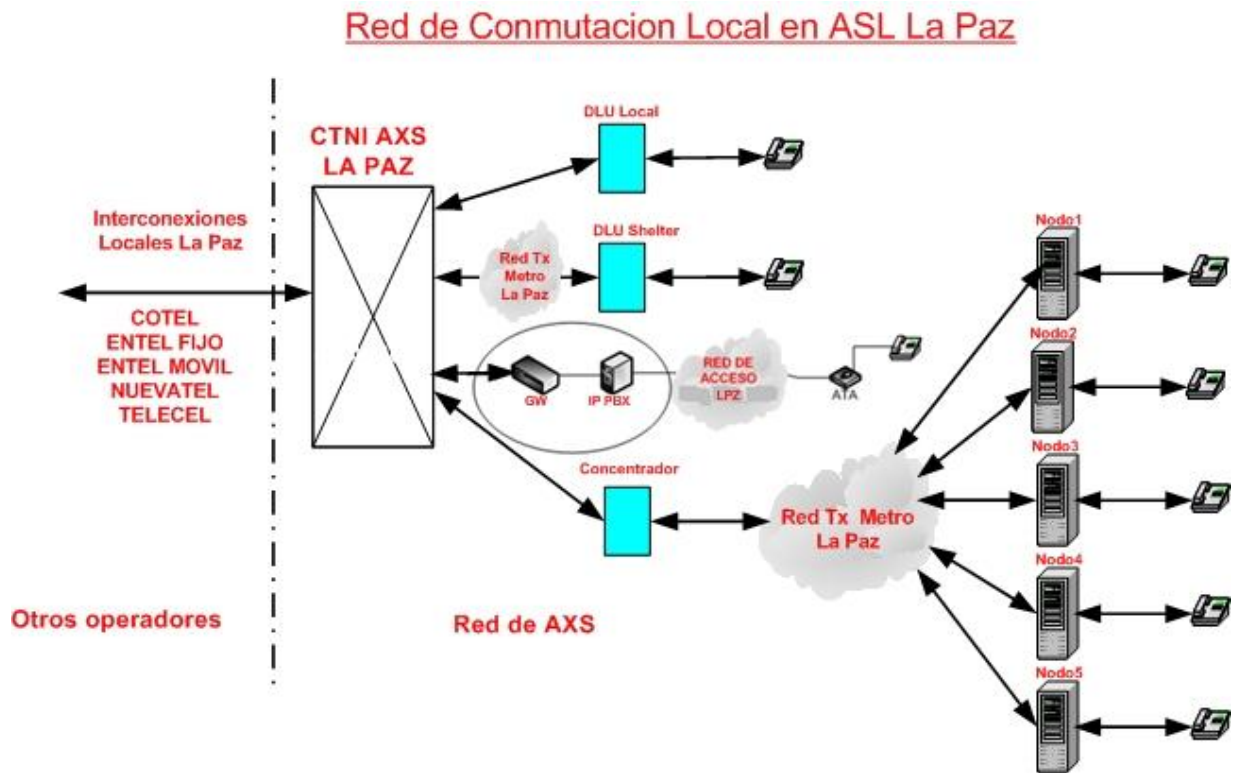 Red de Conmutacion Local en ASL La Paz
DLU Local
CTNI AXS
LA PAZ
Interconexiones
Locales La Paz
DLU Shelter
Red Tx
Metro
La Paz
COTEL
ENTEL FIJO
ENTEL MOVIL
NUEVATEL
TELECEL
GW
IP PBX
RED DE
ACCESO
LPZ
ATA
Concentrador
Red Tx Metro
La Paz
Nodo1
Nodo2
Nodo3
Nodo4
Nodo5
Otros operadores
Red de AXS